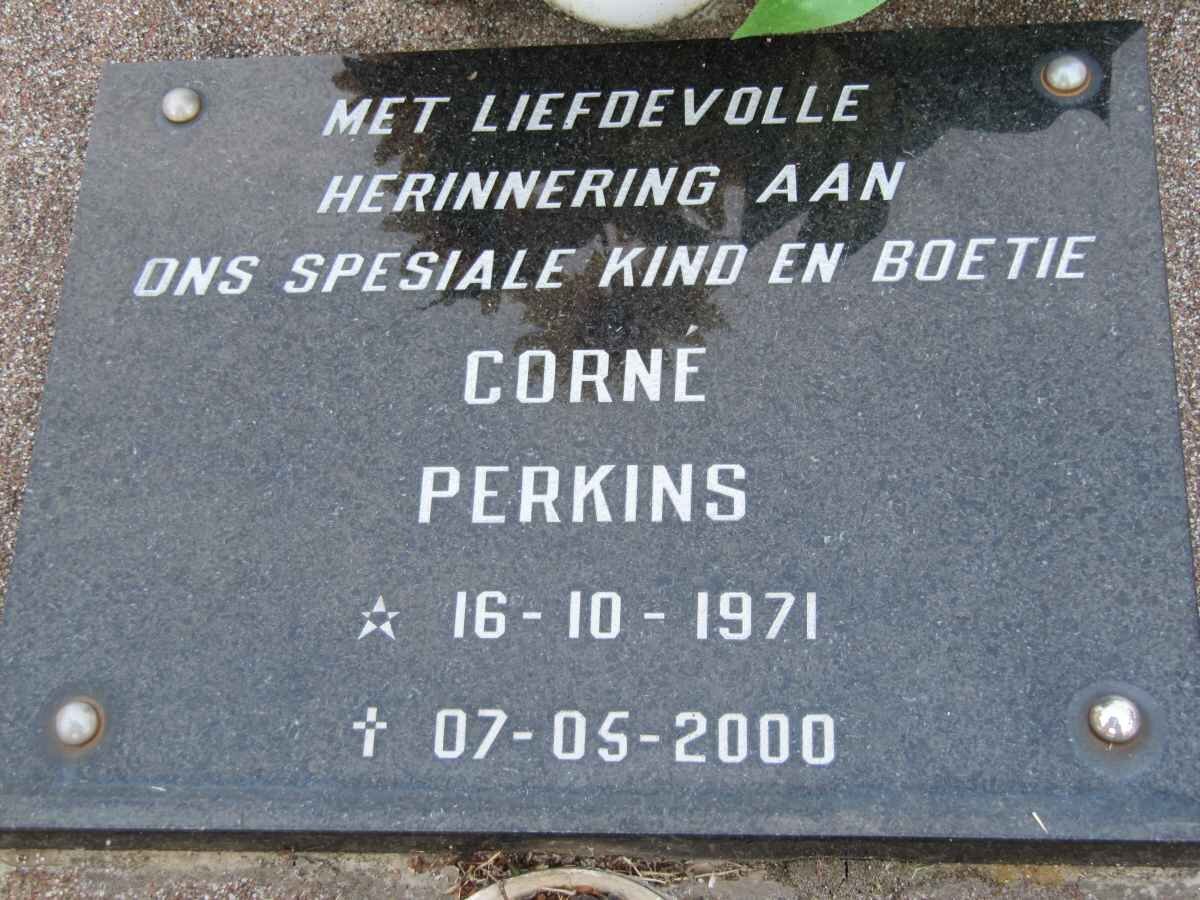 MET LIEFDEVOLLE
HERINNERING AAN
ONS SPESIALE KIND EN BOETIE
CORNÉ
PERKINS
16-10-1971
07-05-2000